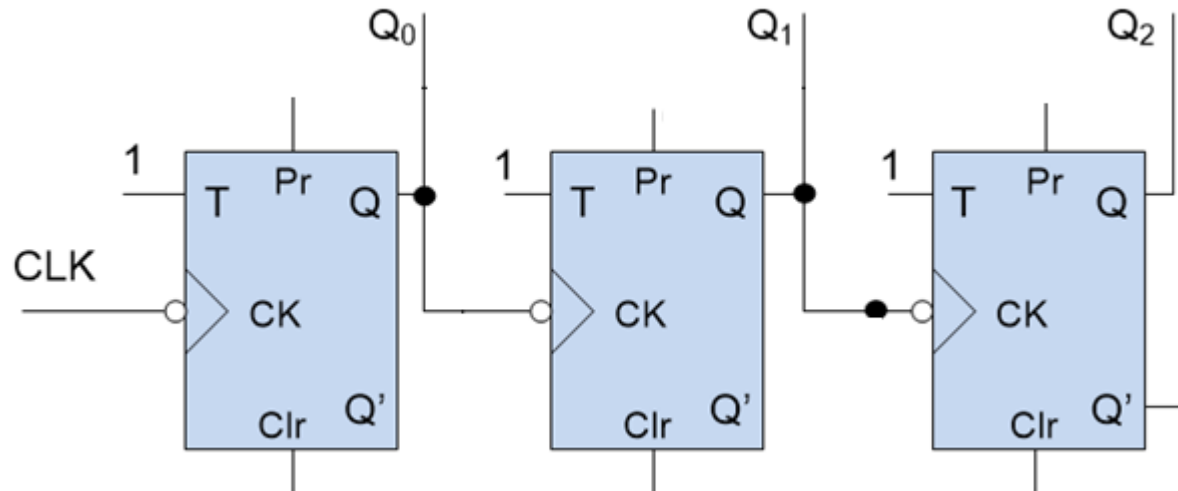 Q₀ Q₁ Q₂
1 Pr 1 Pr 1 Pr
T Q T Q T Q
CLK
CK CK CK
Q’ Q’ Q’
Clr Clr Clr